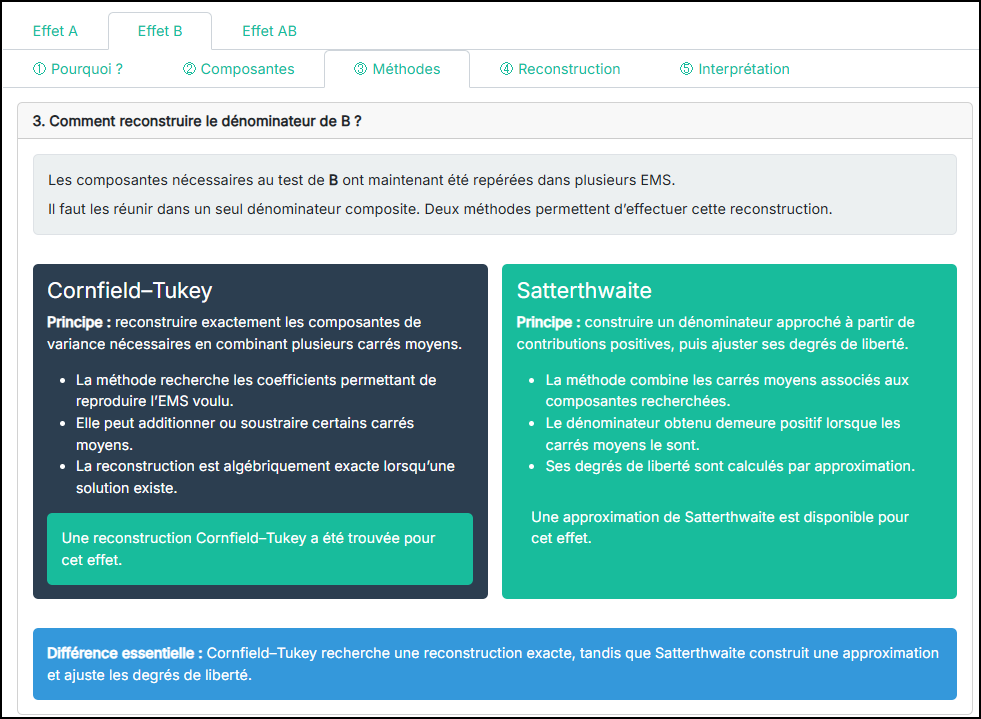 Effet A
Effet B
Effet AB
① Pourquoi ?
② Composantes
③ Méthodes
④ Reconstruction
⑤ Interprétation
3. Comment reconstruire le dénominateur de B ?
Les composantes nécessaires au test de B ont maintenant été repérées dans plusieurs EMS.
Il faut les réunir dans un seul dénominateur composite. Deux méthodes permettent d’effectuer cette reconstruction.
Cornfield–Tukey
Principe : reconstruire exactement les composantes de
variance nécessaires en combinant plusieurs carrés moyens.
• La méthode recherche les coefficients permettant de
reproduire l’EMS voulu.
• Elle peut additionner ou soustraire certains carrés
moyens.
• La reconstruction est algébriquement exacte lorsqu’une
solution existe.
Une reconstruction Cornfield–Tukey a été trouvée pour
cet effet.
Satterthwaite
Principe : construire un dénominateur approché à partir de
contributions positives, puis ajuster ses degrés de liberté.
• La méthode combine les carrés moyens associés aux
composantes recherchées.
• Le dénominateur obtenu demeure positif lorsque les
carrés moyens le sont.
• Ses degrés de liberté sont calculés par approximation.
Une approximation de Satterthwaite est disponible pour
cet effet.
Différence essentielle : Cornfield–Tukey recherche une reconstruction exacte, tandis que Satterthwaite construit une approximation
et ajuste les degrés de liberté.